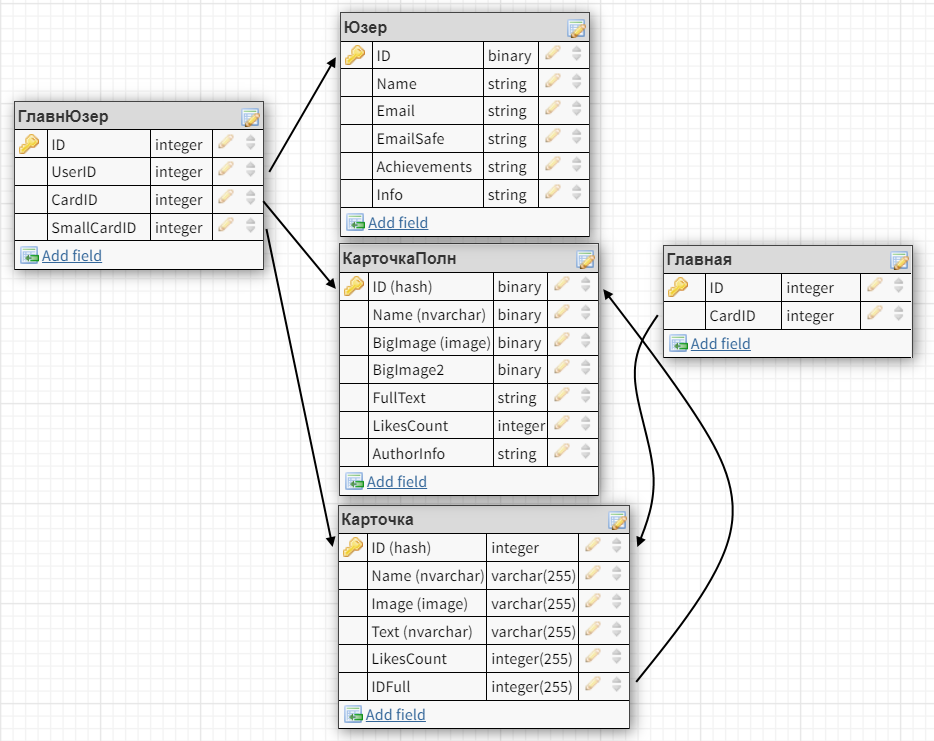 Юзер
ID binary
Name string
Email string
EmailSafe string
Achievements string
Info string
Add field
ГлавнЮзер
ID integer
UserID integer
CardID integer
SmallCardID integer
Add field
КарточкаПолн
ID (hash) binary
Name (nvarchar) binary
BigImage (image) binary
BigImage2 binary
FullText string
LikesCount integer
AuthorInfo string
Add field
Главная
ID integer
CardID integer
Add field
Карточка
ID (hash) integer
Name (nvarchar) varchar(255)
Image (image) varchar(255)
Text (nvarchar) varchar(255)
LikesCount integer(255)
IDFull integer(255)
Add field